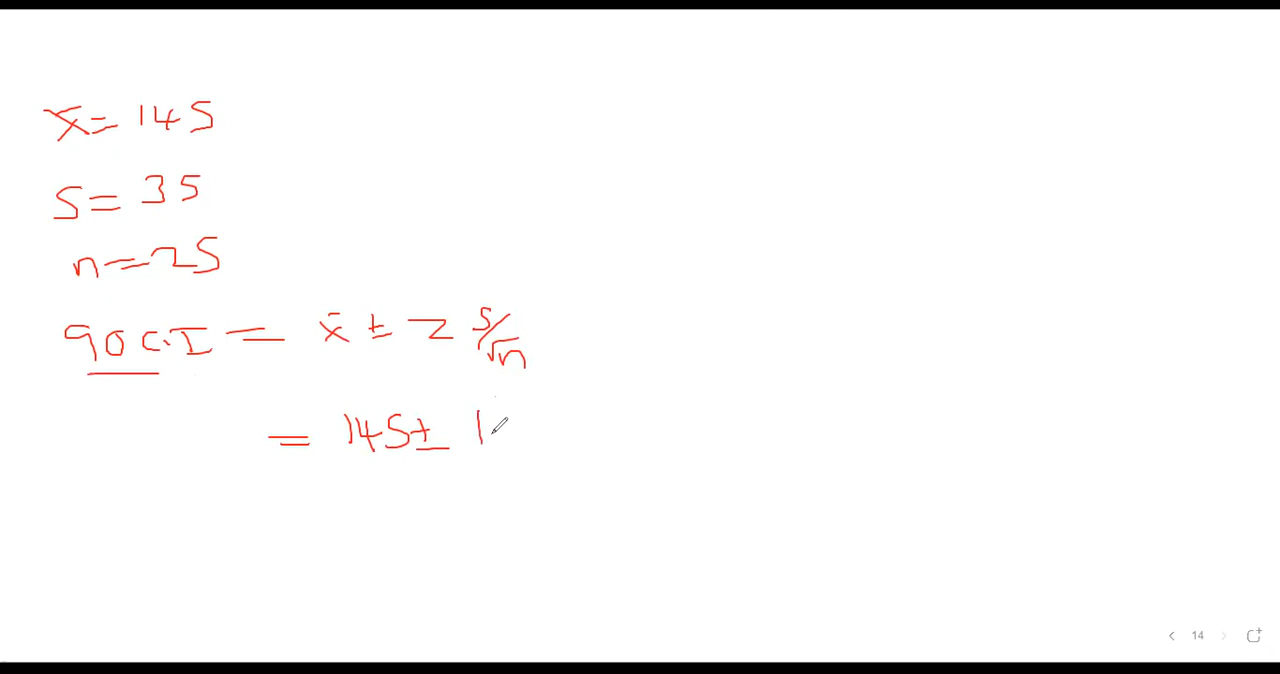 x̄ = 145
S = 35
n = 25
90 C.I = x̄ ± Z S/√n
= 145 ± 1
14